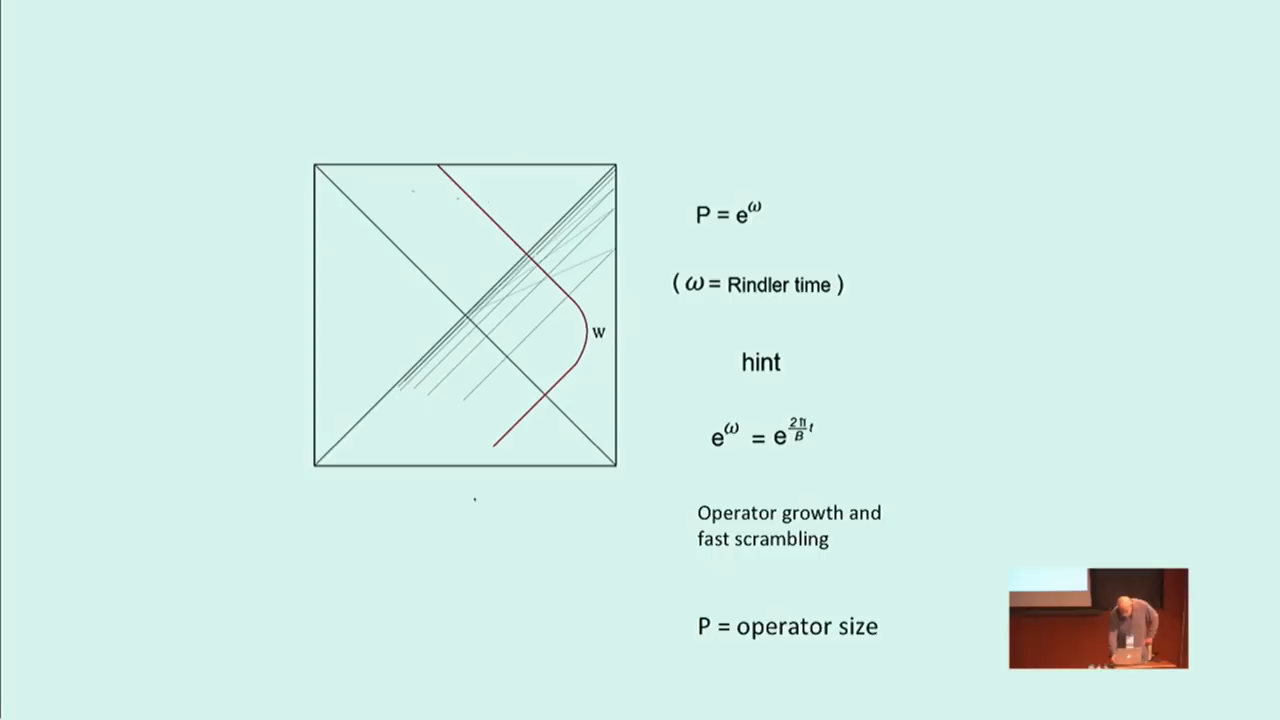 P = e^ω
( ω = Rindler time )
W
hint
e^ω = e^(2π/B t)
Operator growth and
fast scrambling
P = operator size